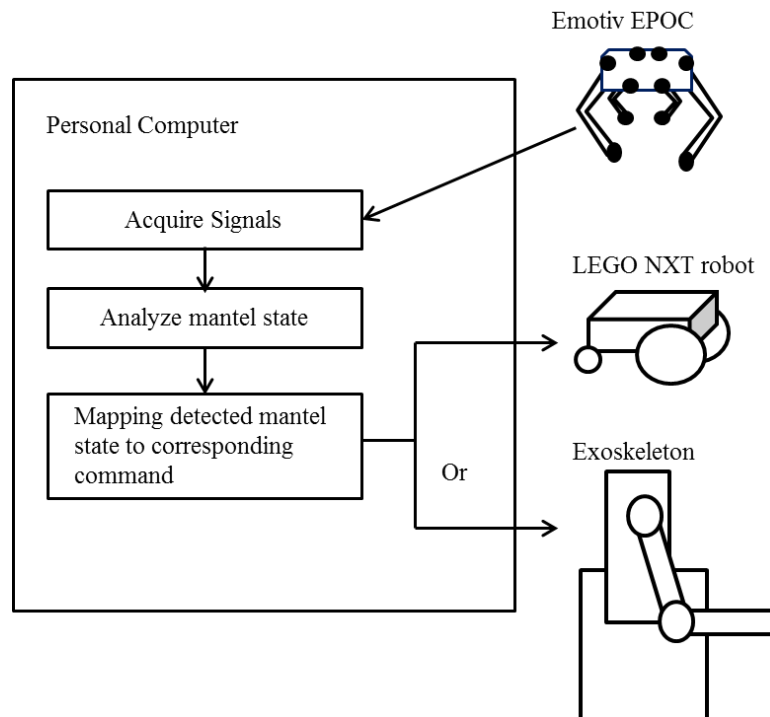 Emotiv EPOC
Personal Computer
Acquire Signals
LEGO NXT robot
Analyze mantel state
Mapping detected mantel
state to corresponding
command
Or
Exoskeleton